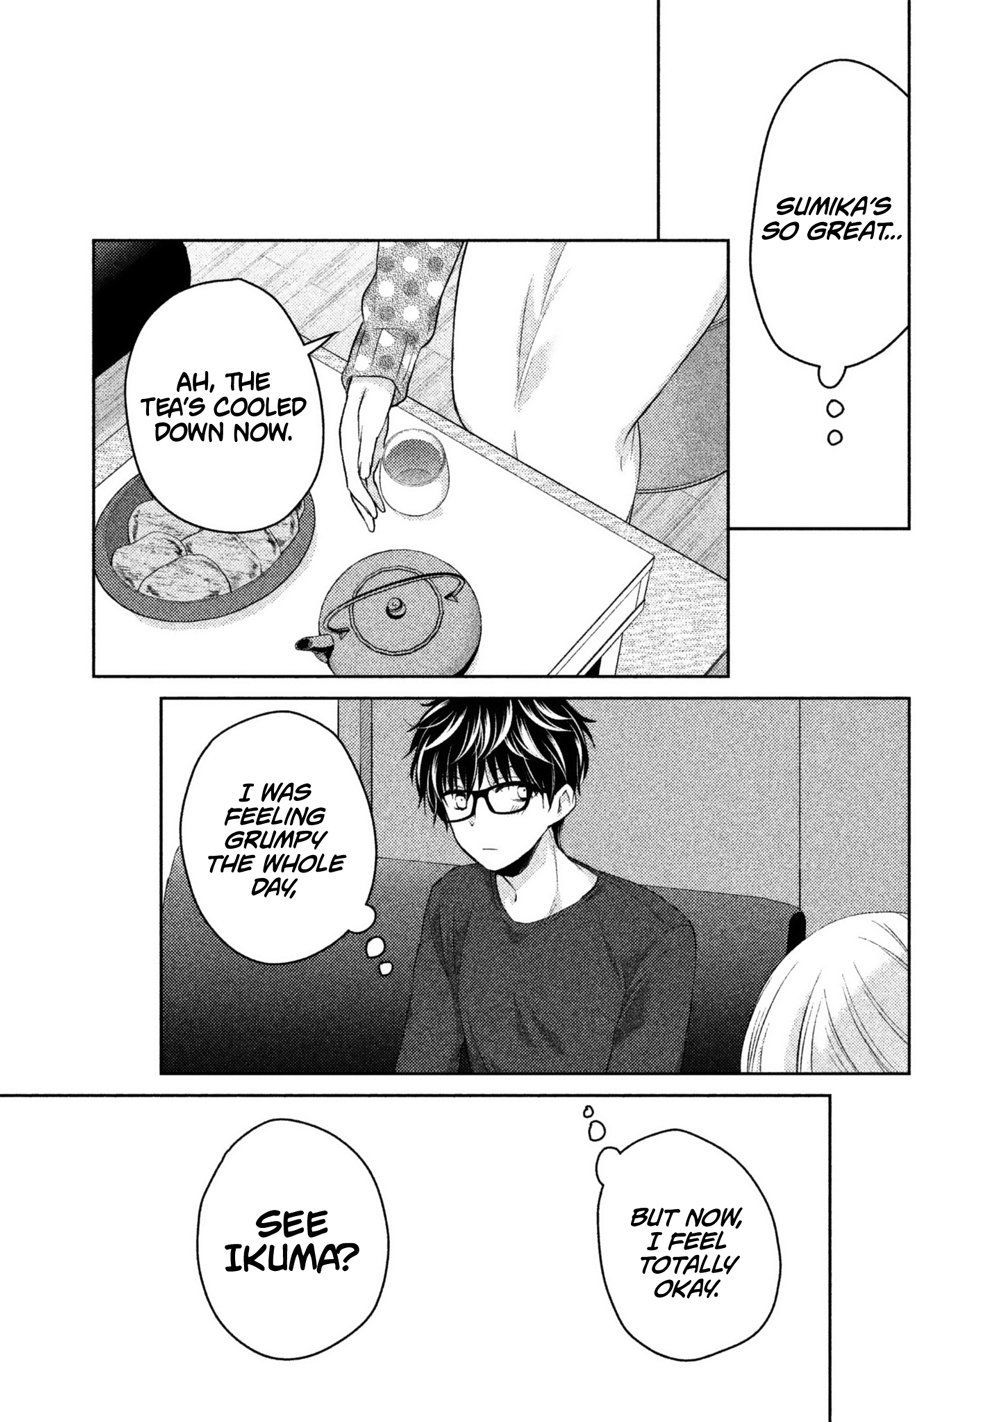 SUMIKA'S
SO GREAT...
AH, THE
TEA'S COOLED
DOWN NOW.
I WAS
FEELING
GRUMPY
THE WHOLE
DAY,
BUT NOW,
I FEEL
TOTALLY
OKAY.
SEE
IKUMA?